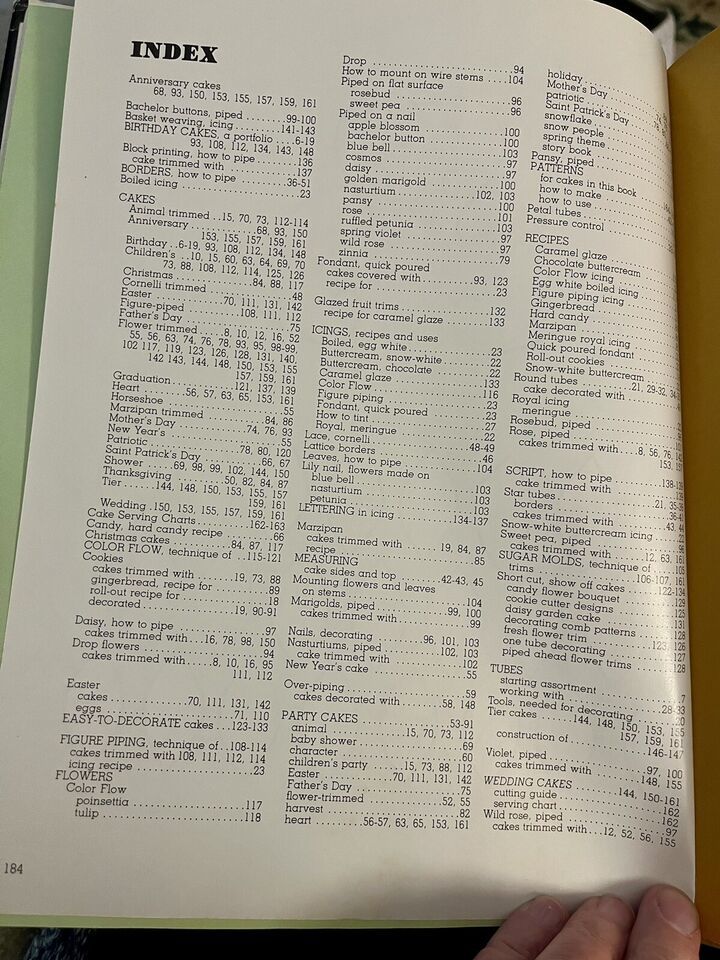 INDEX
Anniversary cakes
68, 93, 150, 153, 155, 157, 159, 161
Bachelor buttons, piped ........99-100
Basket weaving, icing ........141-143
BIRTHDAY CAKES, a portfolio ....6-19
93, 108, 112, 134, 143, 148
Block printing, how to pipe ........136
cake trimmed with ........137
BORDERS, how to pipe ........36-51
Boiled icing ........23
CAKES
Animal trimmed ..15, 70, 73, 112-114
Anniversary ........68, 93, 150
153, 155, 157, 159, 161
Birthday ..6-19, 93, 108, 112, 134, 148
Children's ..10, 15, 60, 63, 64, 69, 70
73, 88, 108, 112, 114, 125, 126
Christmas ........84, 88, 117
Cornelli trimmed ........48
Easter ........70, 111, 131, 142
Figure-piped ........108, 111, 112
Father's Day ........75
Flower trimmed ....8, 10, 12, 16, 52
55, 56, 63, 74, 76, 78, 93, 95, 98-99,
102 117, 119, 123, 126, 128, 131, 140,
142 143, 144, 148, 150, 153, 155
157, 159, 161
Graduation ........121, 137, 139
Heart ........56, 57, 63, 65, 153, 161
Horseshoe ........55
Marzipan trimmed ........84, 86
Mother's Day ........74, 76, 93
New Year's ........55
Patriotic ........78, 80, 120
Saint Patrick's Day ........66, 67
Shower ....69, 98, 99, 102, 144, 150
Thanksgiving ........50, 82, 84, 87
Tier ......144, 148, 150, 153, 155, 157
159, 161
Wedding .150, 153, 155, 157, 159, 161
Cake Serving Charts ........162-163
Candy, hard candy recipe ........66
Christmas cakes ........84, 87, 117
COLOR FLOW, technique of ..115-121
Cookies
cakes trimmed with ........19, 73, 88
gingerbread, recipe for ........89
roll-out recipe for ........18
decorated ........19, 90-91
Daisy, how to pipe ........97
cakes trimmed with....16, 78, 98, 150
Drop flowers ........94
cakes trimmed with.....8, 10, 16, 95
111, 112
Easter
cakes ........70, 111, 131, 142
eggs ........71, 110
EASY-TO-DECORATE cakes ...123-133
FIGURE PIPING, technique of ..108-114
cakes trimmed with 108, 111, 112, 114
icing recipe ........23
FLOWERS
Color Flow
poinsettia ........117
tulip ........118
184
Drop ........94
How to mount on wire stems ....104
Piped on flat surface
rosebud ........96
sweet pea ........96
Piped on a nail
apple blossom ........100
bachelor button ........100
blue bell ........103
cosmos ........97
daisy ........97
golden marigold ........100
nasturtium ........102, 103
pansy ........100
rose ........101
ruffled petunia ........103
spring violet ........97
wild rose ........97
zinnia ........79
Fondant, quick poured
cakes covered with ........93, 123
recipe for ........23
Glazed fruit trims ........132
recipe for caramel glaze ........133
ICINGS, recipes and uses
Boiled, egg white ........23
Buttercream, snow-white ........22
Buttercream, chocolate ........22
Caramel glaze ........133
Color Flow ........116
Figure piping ........23
Fondant, quick poured ........23
How to tint ........27
Royal, meringue ........22
Lace, cornelli ........48-49
Lattice borders ........46
Leaves, how to pipe ........104
Lily nail, flowers made on
blue bell ........103
nasturtium ........103
petunia ........103
LETTERING in icing ........134-137
Marzipan
cakes trimmed with ....19, 84, 87
recipe ........85
MEASURING
cake sides and top ........42-43, 45
Mounting flowers and leaves
on stems ........104
Marigolds, piped ........99, 100
cakes trimmed with ........99
Nails, decorating ........96, 101, 103
Nasturtiums, piped ........102, 103
cake trimmed with ........102
New Year's cake ........55
Over-piping ........59
cakes decorated with ........58, 148
PARTY CAKES ........53-91
animal ........15, 70, 73, 112
baby shower ........69
character ........60
children's party ........15, 73, 88, 112
Easter ........70, 111, 131, 142
Father's Day ........75
flower-trimmed ........52, 55
harvest ........82
heart ........56-57, 63, 65, 153, 161
holiday
Mother's Day
patriotic
Saint Patrick's Day
snowflake
snow people
spring theme
story book
Pansy, piped
PATTERNS
for cakes in this book
how to make
how to use
Petal tubes
Pressure control
RECIPES
Caramel glaze
Chocolate buttercream
Color Flow icing
Egg white boiled icing
Figure piping icing
Gingerbread
Hard candy
Marzipan
Meringue royal icing
Quick poured fondant
Roll-out cookies
Snow-white buttercream
Round tubes ........21, 29-32,
cake decorated with
Royal icing
meringue
Rosebud, piped
Rose, piped
cakes trimmed with....8, 56, 76,
153,
SCRIPT, how to pipe
cake trimmed with
Star tubes ........21,
borders
cakes trimmed with ........43, 44
Snow-white buttercream icing
Sweet pea, piped
cakes trimmed with ....12, 63, 161
SUGAR MOLDS, technique of ....105
trims ........106-107, 161
Short cut, show off cakes ....122-134
candy flower bouquet ........129
cookie cutter designs ........125
daisy garden cake ........131
decorating comb patterns ....128
fresh flower trim ........123, 126
one tube decorating ........127
piped ahead flower trims ........128
TUBES
starting assortment ........7
working with ........28-33
Tools, needed for decorating ....20
Tier cakes ....144, 148, 150, 153, 155
157, 159, 161
construction of ........146-147
Violet, piped ........97, 100
cakes trimmed with ........148, 155
WEDDING CAKES ........144, 150-161
cutting guide ........162
serving chart ........162
Wild rose, piped ........97
cakes trimmed with....12, 52, 56, 155